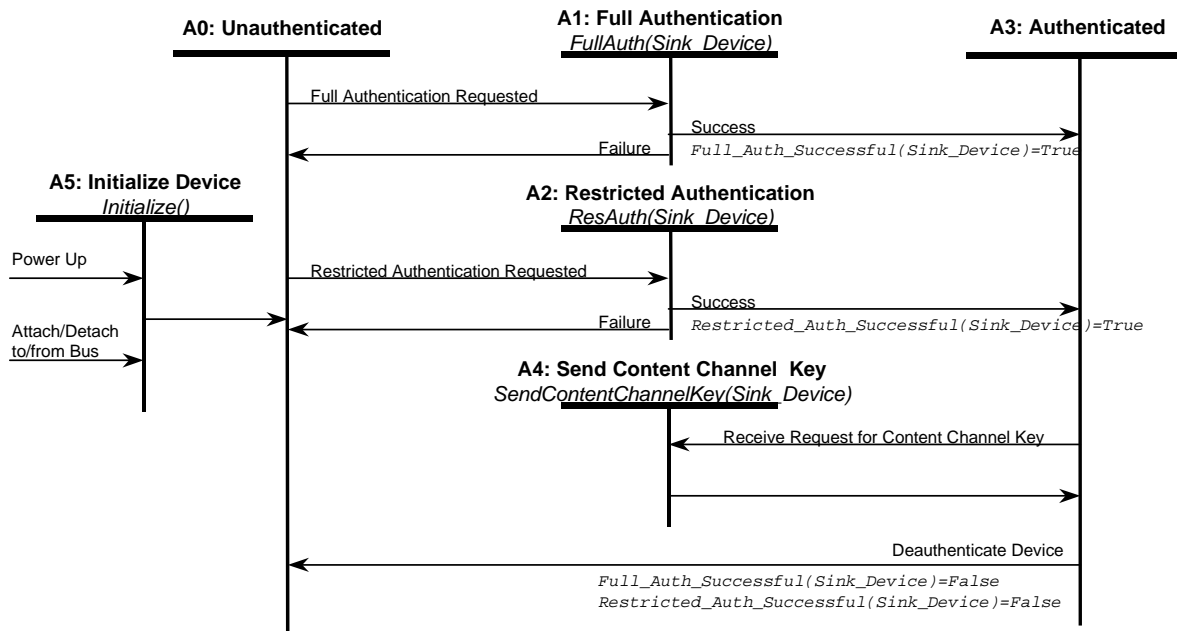 A0: Unauthenticated
A1: Full Authentication
FullAuth(Sink_Device)
A3: Authenticated
Full Authentication Requested
Success
Full_Auth_Successful(Sink_Device)=True
Failure
A5: Initialize Device
Initialize()
A2: Restricted Authentication
ResAuth(Sink_Device)
Power Up
Restricted Authentication Requested
Success
Restricted_Auth_Successful(Sink_Device)=True
Failure
Attach/Detach
to/from Bus
A4: Send Content Channel Key
SendContentChannelKey(Sink_Device)
Receive Request for Content Channel Key
Deauthenticate Device
Full_Auth_Successful(Sink_Device)=False
Restricted_Auth_Successful(Sink_Device)=False